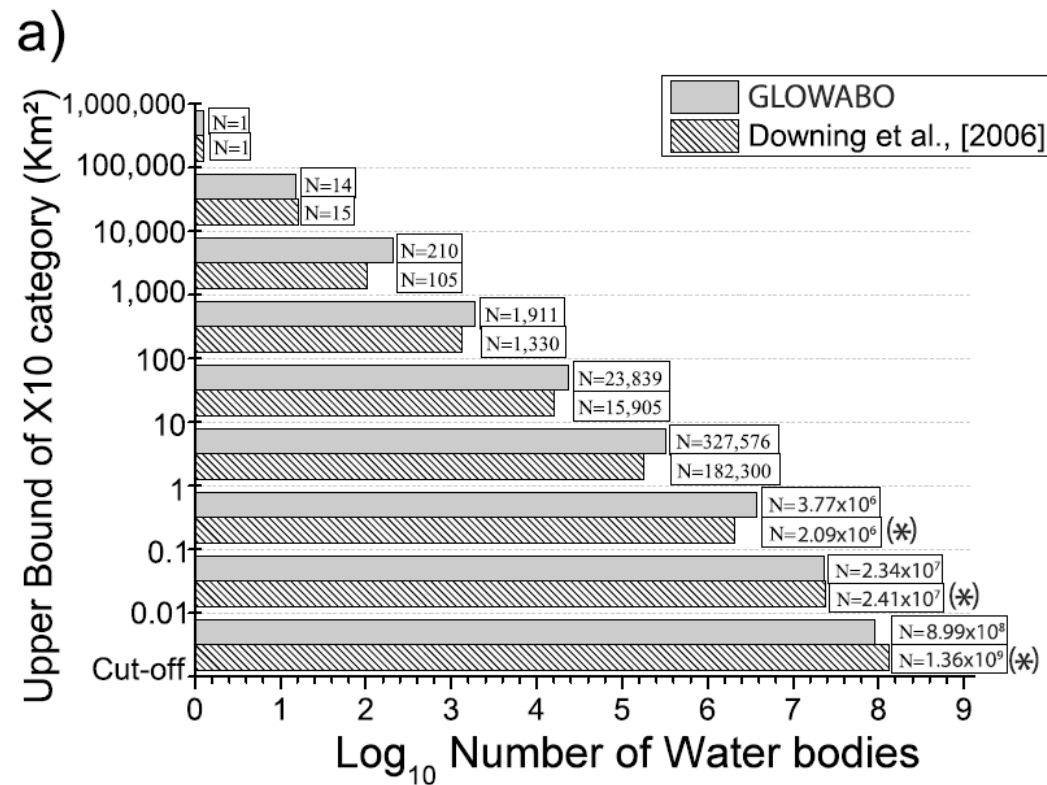 a)
GLOWABO
Downing et al., [2006]
Upper Bound of X10 category (Km²)
1,000,000
N=1
N=1
100,000
N=14
N=15
10,000
N=210
N=105
1,000
N=1,911
N=1,330
100
N=23,839
N=15,905
10
N=327,576
N=182,300
1
N=3.77x10⁶
N=2.09x10⁶ (*)
0.1
N=2.34x10⁷
N=2.41x10⁷ (*)
0.01
N=8.99x10⁸
N=1.36x10⁹ (*)
Cut-off
0 1 2 3 4 5 6 7 8 9
Log₁₀ Number of Water bodies